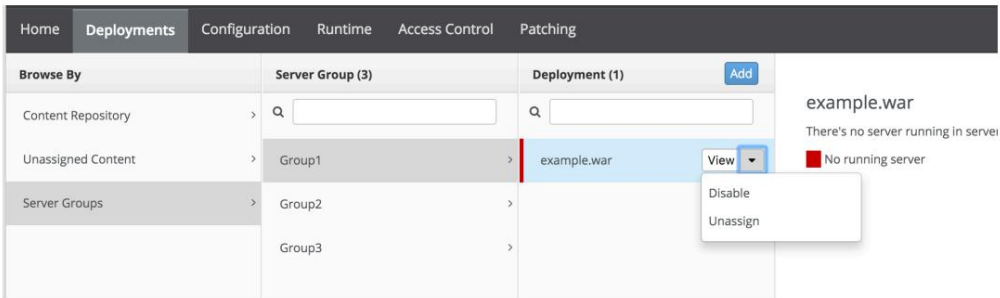 Home Deployments Configuration Runtime Access Control Patching
Browse By
Content Repository
Unassigned Content
Server Groups
Server Group (3)
Group1
Group2
Group3
Deployment (1) Add
example.war View
Disable
Unassign
example.war
There's no server running in server
No running server